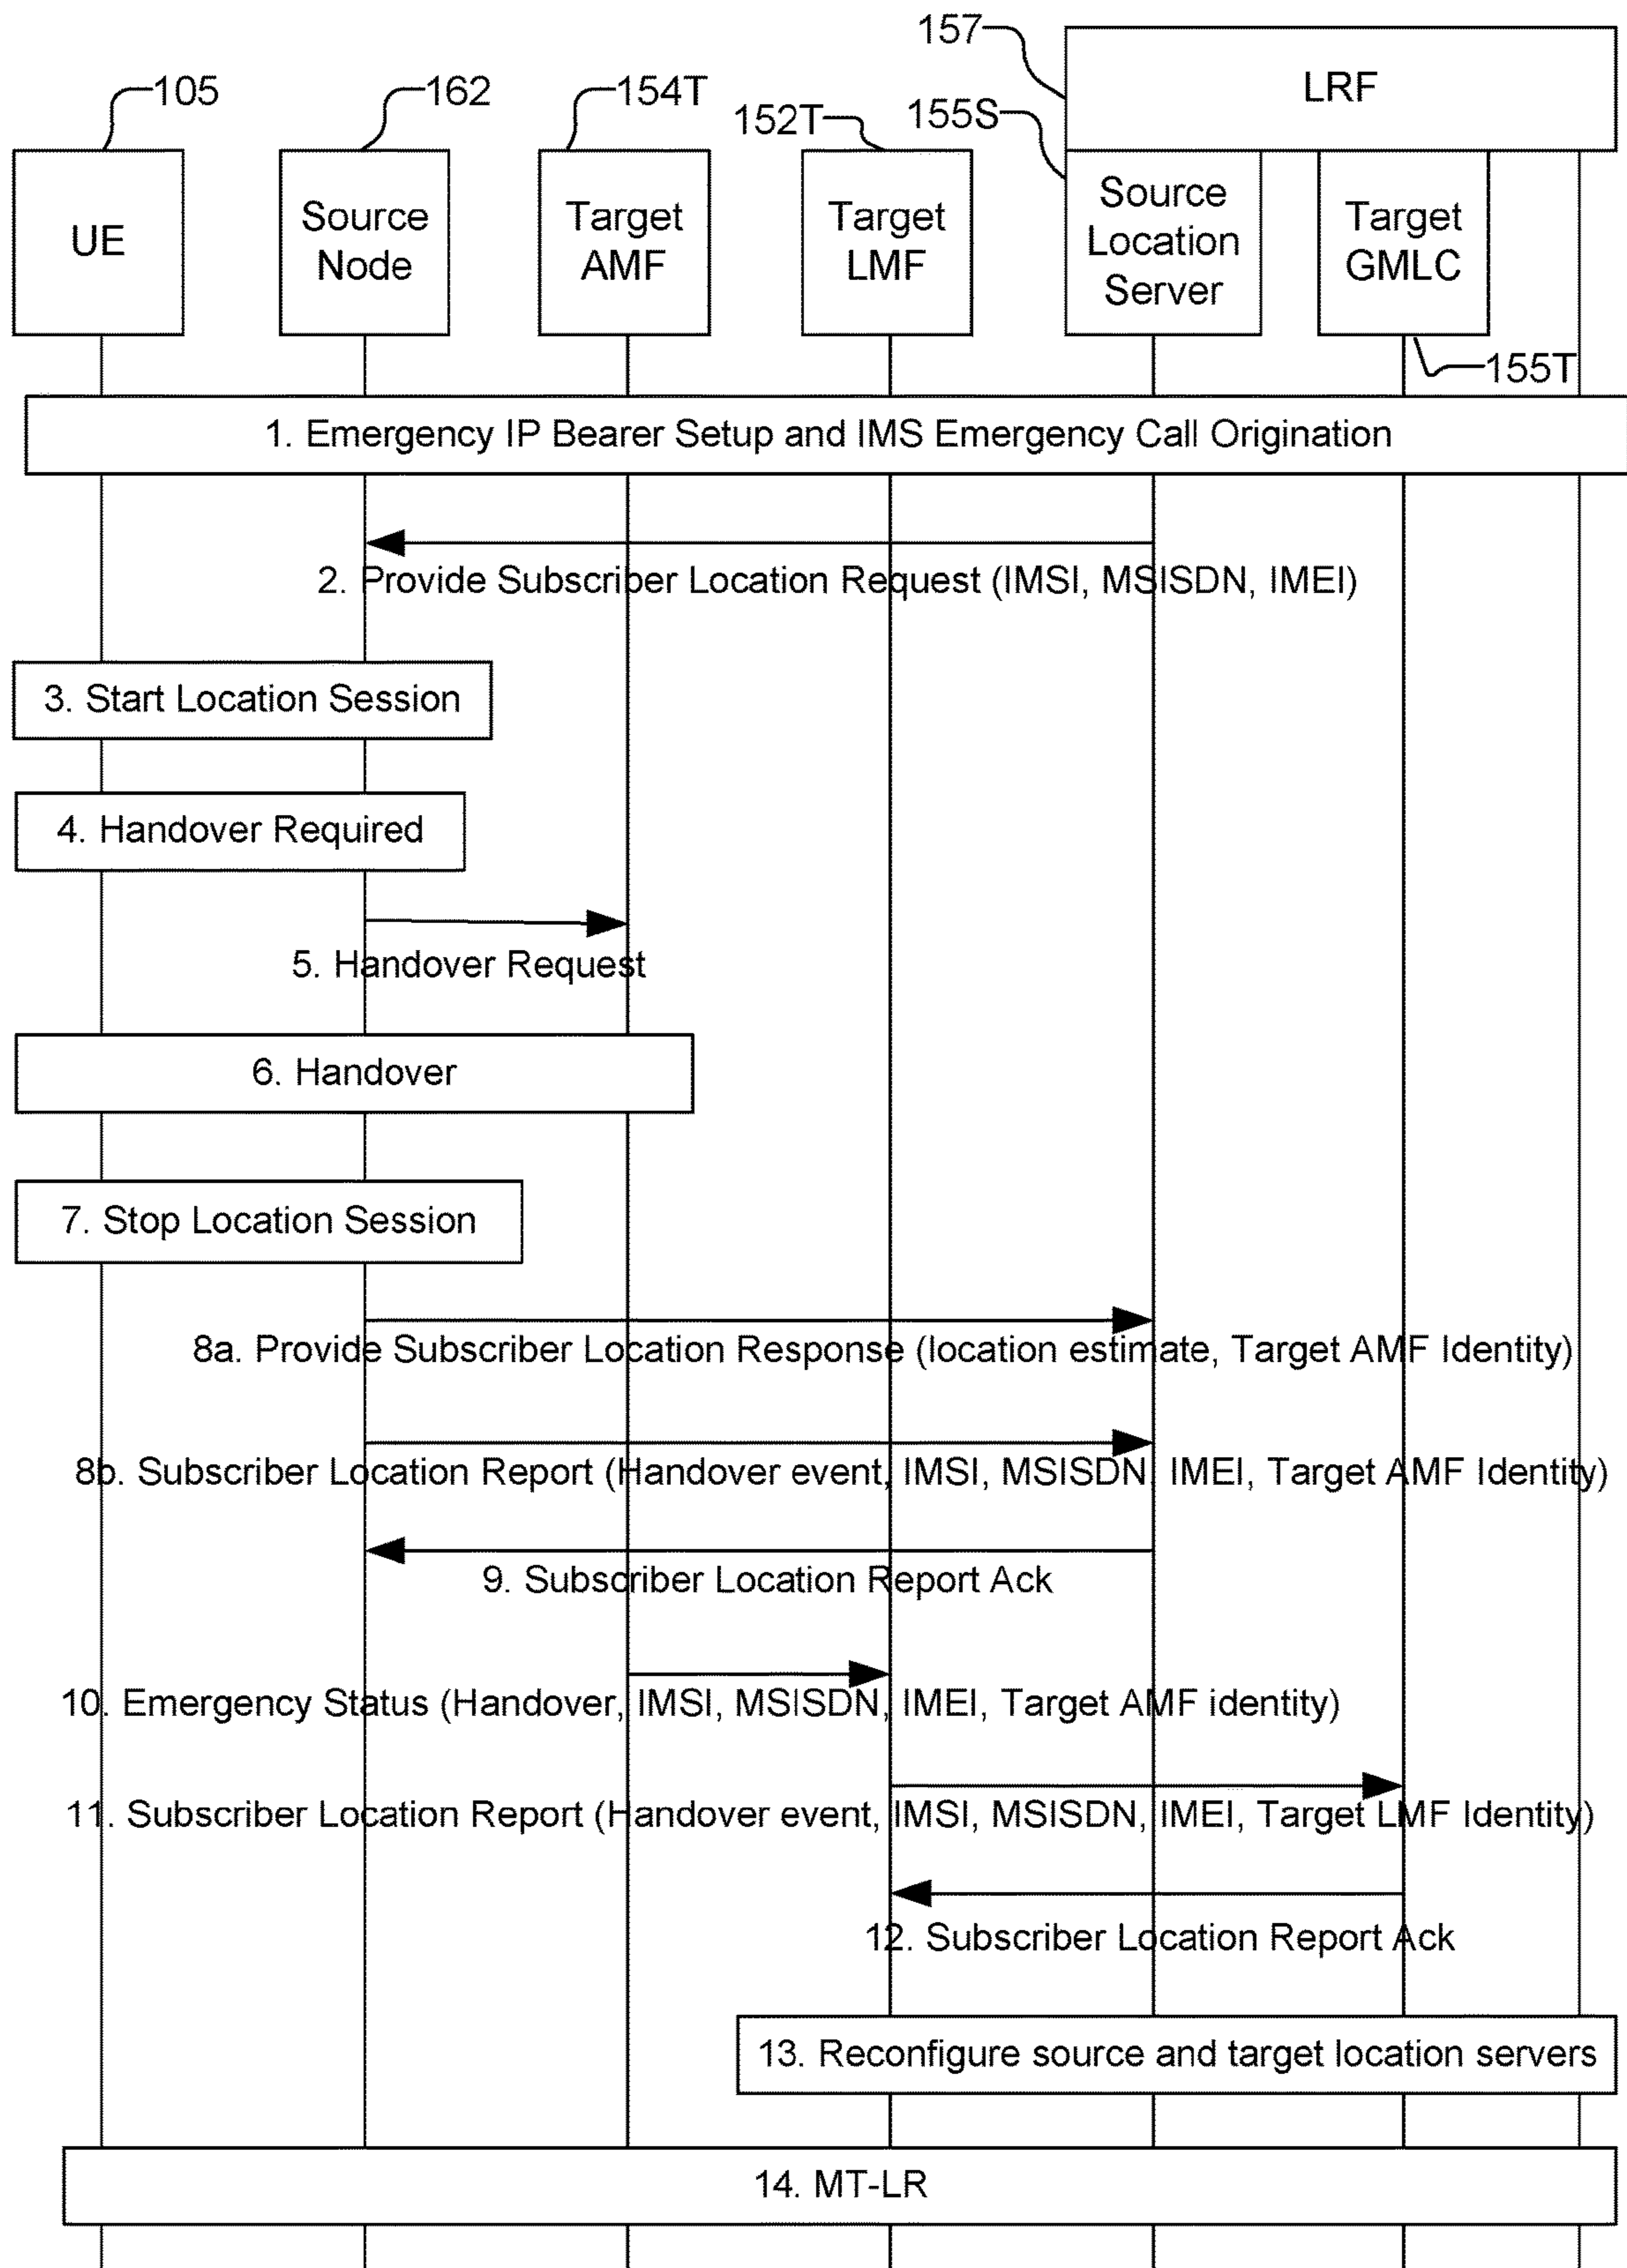 157
LRF
105
162
154T
152T
155S
UE
Source
Node
Target
AMF
Target
LMF
Source
Location
Server
Target
GMLC
155T
1. Emergency IP Bearer Setup and IMS Emergency Call Origination
2. Provide Subscriber Location Request (IMSI, MSISDN, IMEI)
3. Start Location Session
4. Handover Required
5. Handover Request
6. Handover
7. Stop Location Session
8a. Provide Subscriber Location Response (location estimate, Target AMF Identity)
8b. Subscriber Location Report (Handover event, IMSI, MSISDN, IMEI, Target AMF Identity)
9. Subscriber Location Report Ack
10. Emergency Status (Handover, IMSI, MSISDN, IMEI, Target AMF identity)
11. Subscriber Location Report (Handover event, IMSI, MSISDN, IMEI, Target LMF Identity)
12. Subscriber Location Report Ack
13. Reconfigure source and target location servers
14. MT-LR